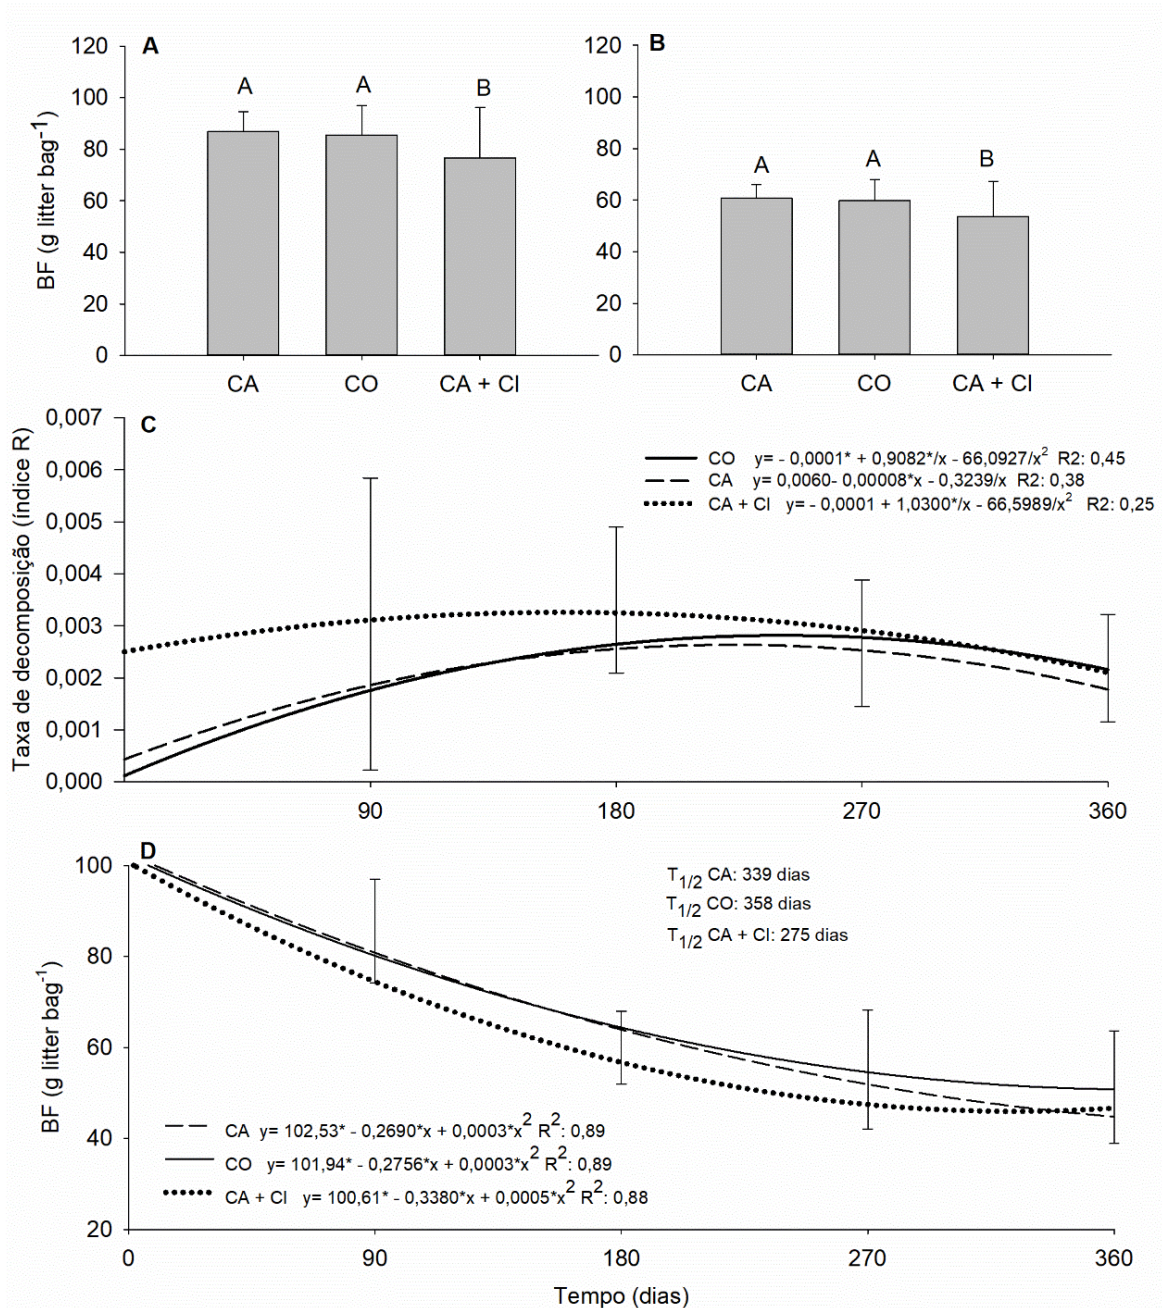 A
B
120
100
80
60
40
20
0
BF (g litter bag-1)
A
A
B
CA
CO
CA + CI
120
100
80
60
40
20
0
A
A
B
CA
CO
CA + CI
C
0,007
0,006
0,005
0,004
0,003
0,002
0,001
0,000
Taxa de decomposição (índice R)
CO y= - 0,0001* + 0,9082*/x - 66,0927/x2 R2: 0,45
CA y= 0,0060- 0,00008*x - 0,3239/x R2: 0,38
CA + CI y= - 0,0001 + 1,0300*/x - 66,5989/x2 R2: 0,25
90
180
270
360
D
100
80
60
40
20
BF (g litter bag-1)
T1/2 CA: 339 dias
T1/2 CO: 358 dias
T1/2 CA + CI: 275 dias
CA y= 102,53* - 0,2690*x + 0,0003*x2 R2: 0,89
CO y= 101,94* - 0,2756*x + 0,0003*x2 R2: 0,89
CA + CI y= 100,61* - 0,3380*x + 0,0005*x2 R2: 0,88
0
90
180
270
360
Tempo (dias)